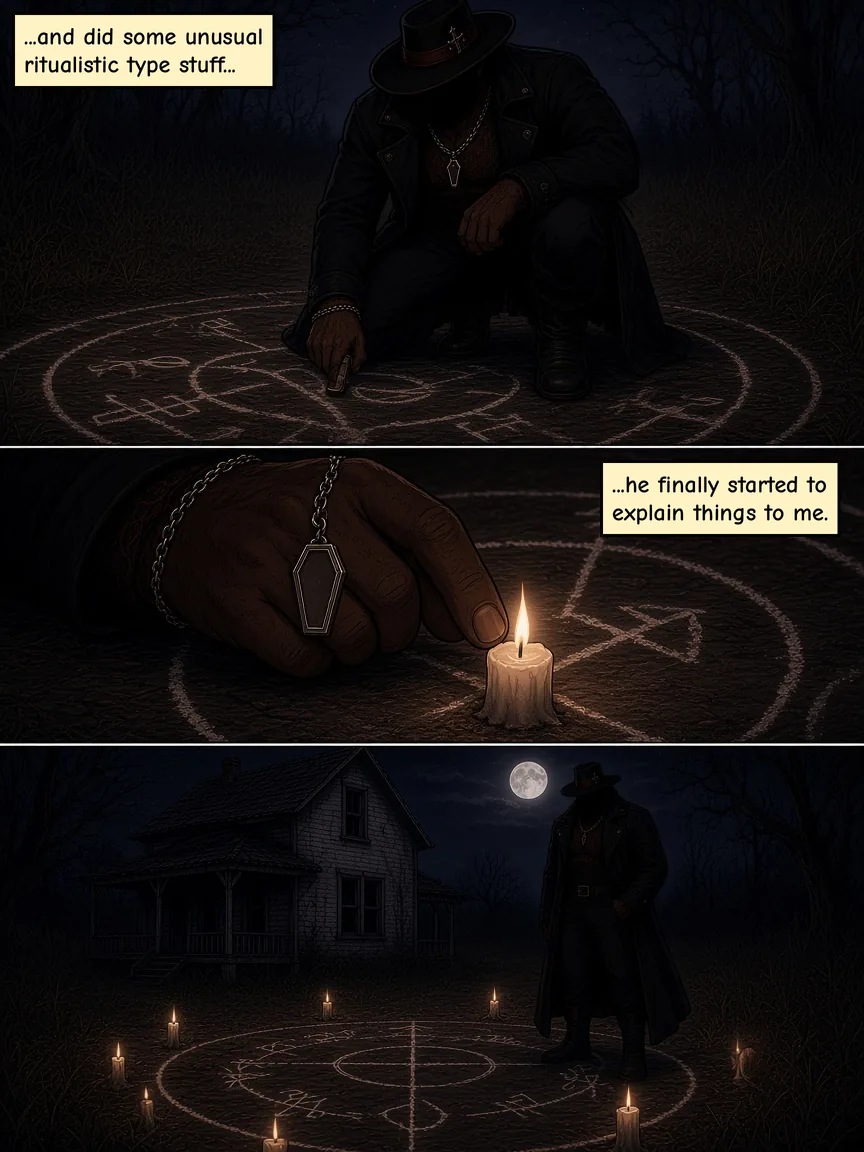 ...and did some unusual
ritualistic type stuff...
...he finally started to
explain things to me.